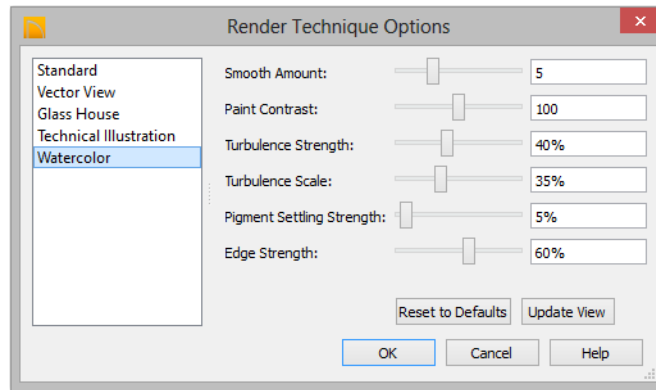 Render Technique Options
Standard
Vector View
Glass House
Technical Illustration
Watercolor
Smooth Amount: 5
Paint Contrast: 100
Turbulence Strength: 40%
Turbulence Scale: 35%
Pigment Settling Strength: 5%
Edge Strength: 60%
Reset to Defaults Update View
OK Cancel Help